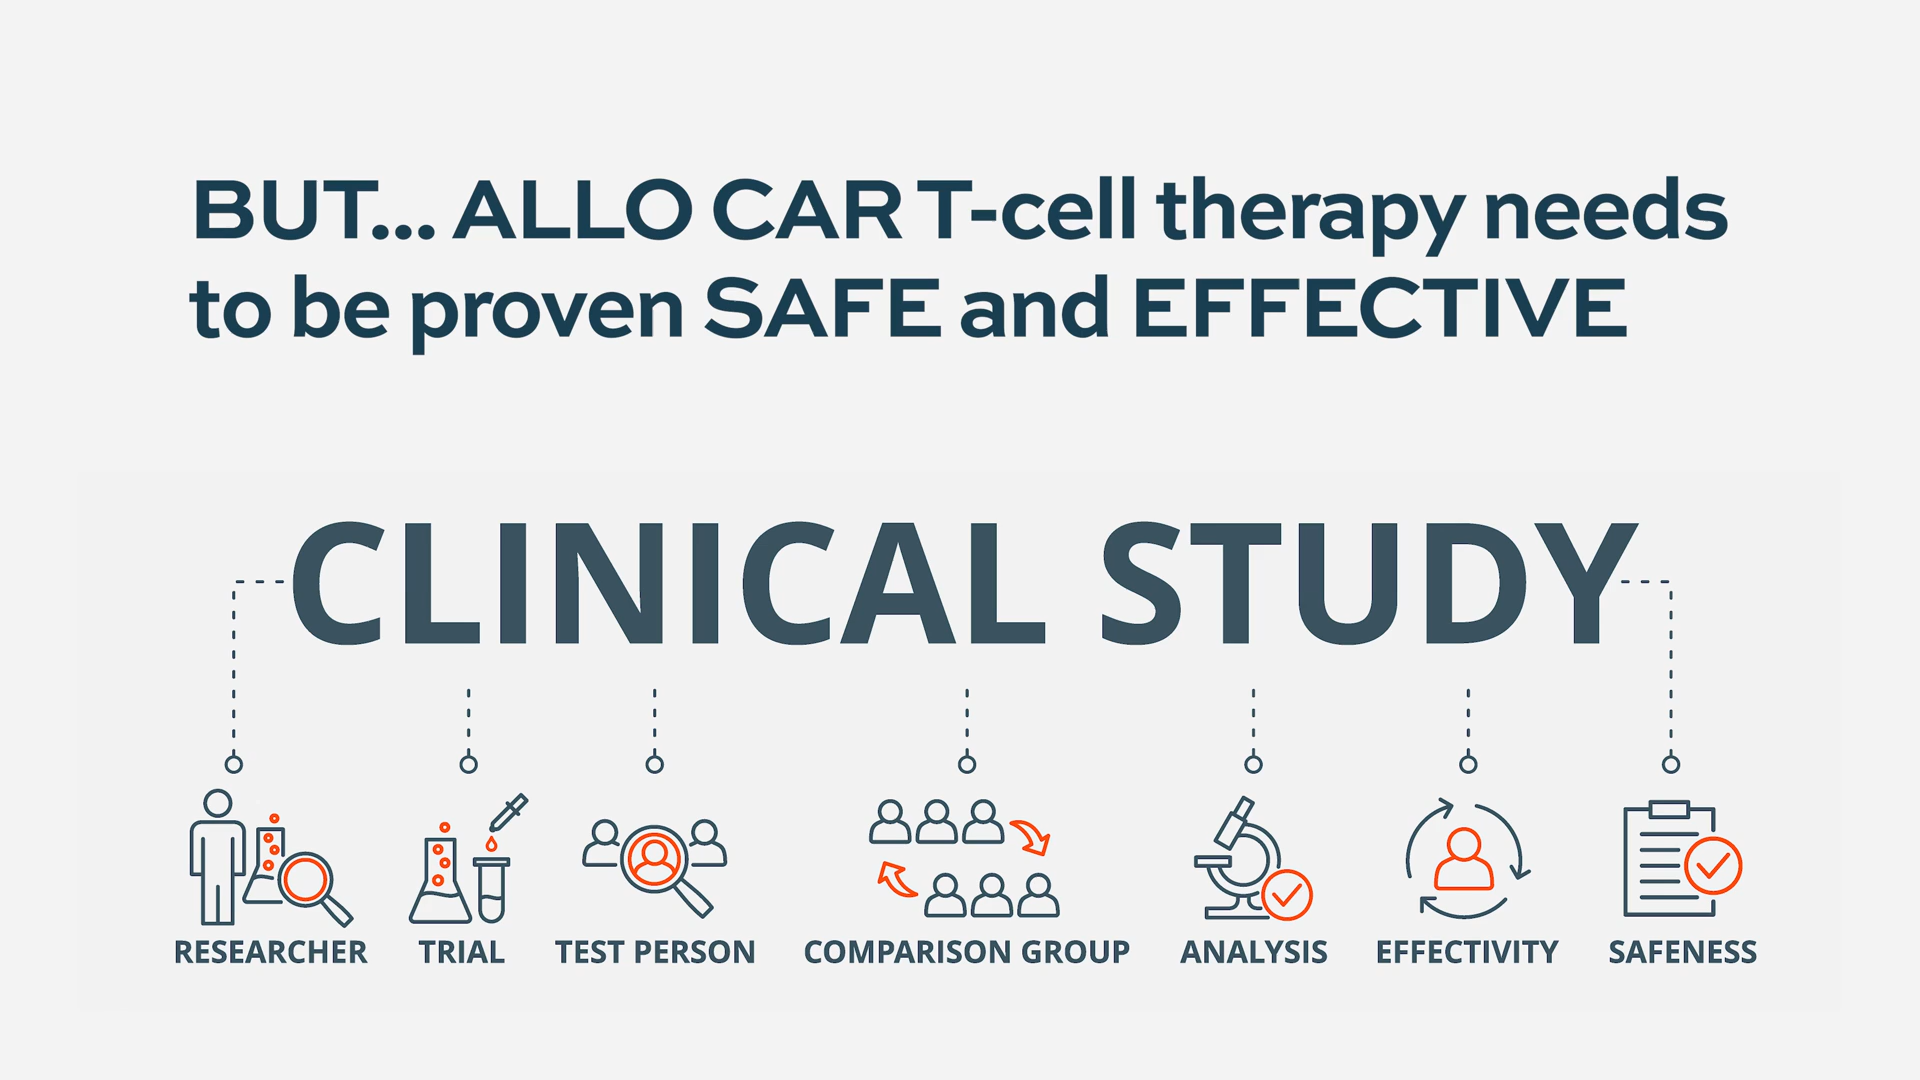 BUT... ALLO CAR T-cell therapy needs
to be proven SAFE and EFFECTIVE
CLINICAL STUDY
RESEARCHER
TRIAL
TEST PERSON
COMPARISON GROUP
ANALYSIS
EFFECTIVITY
SAFENESS